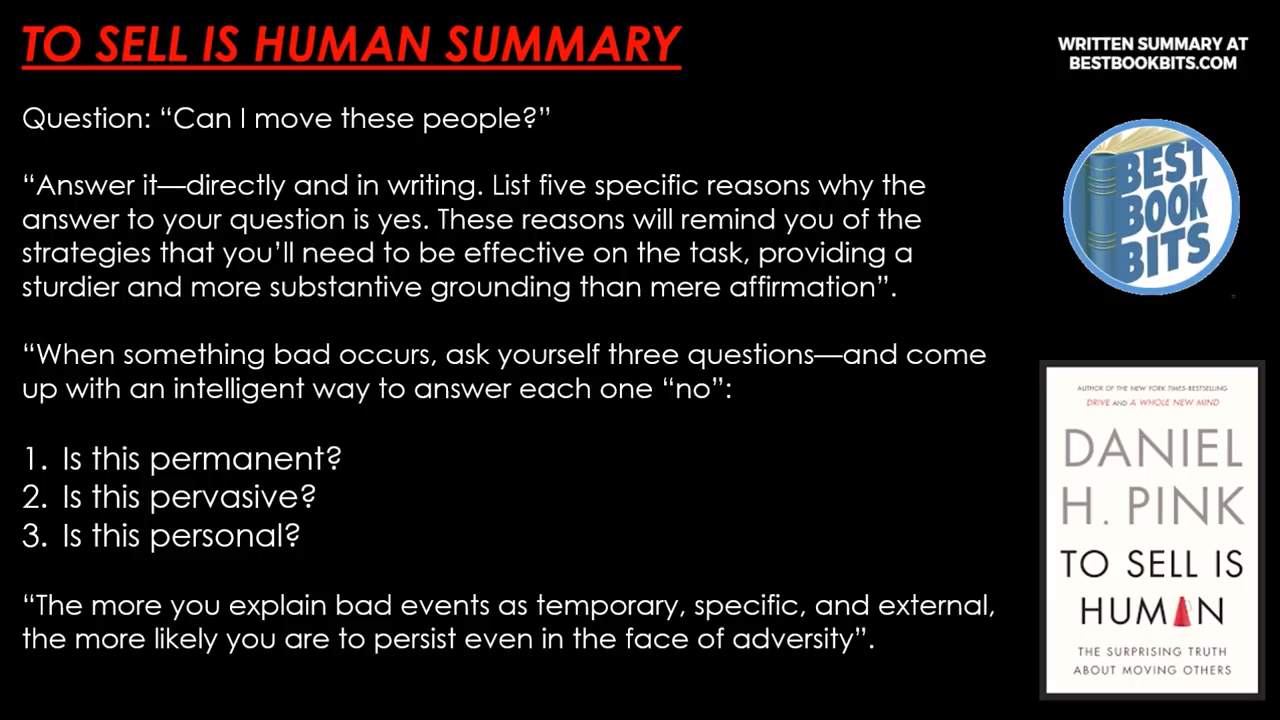 TO SELL IS HUMAN SUMMARY
WRITTEN SUMMARY AT
BESTBOOKBITS.COM
Question: “Can I move these people?”
“Answer it—directly and in writing. List five specific reasons why the
answer to your question is yes. These reasons will remind you of the
strategies that you’ll need to be effective on the task, providing a
sturdier and more substantive grounding than mere affirmation”.
“When something bad occurs, ask yourself three questions—and come
up with an intelligent way to answer each one “no”:
1. Is this permanent?
2. Is this pervasive?
3. Is this personal?
“The more you explain bad events as temporary, specific, and external,
the more likely you are to persist even in the face of adversity”.
BEST
BOOK
BITS
AUTHOR OF THE NEW YORK TIMES-BESTSELLING
DRIVE AND A WHOLE NEW MIND
DANIEL
H. PINK
TO SELL IS
HUMAN
THE SURPRISING TRUTH
ABOUT MOVING OTHERS